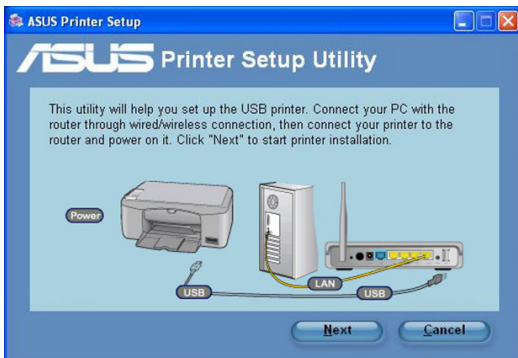 ASUS Printer Setup
ASUS Printer Setup Utility
This utility will help you set up the USB printer. Connect your PC with the
router through wired/wireless connection, then connect your printer to the
router and power on it. Click "Next" to start printer installation.
Power
LAN
USB
USB
Next
Cancel